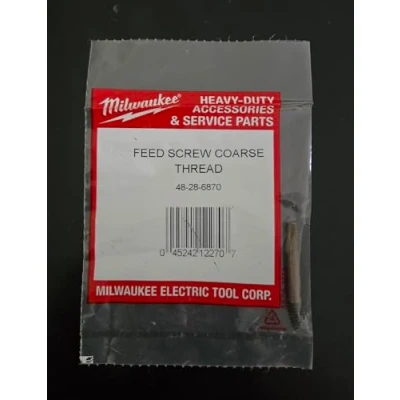 Milwaukee
HEAVY-DUTY
ACCESSORIES
& SERVICE PARTS
FEED SCREW COARSE
THREAD
48-28-6870
0 45242 12270 7
MILWAUKEE ELECTRIC TOOL CORP.